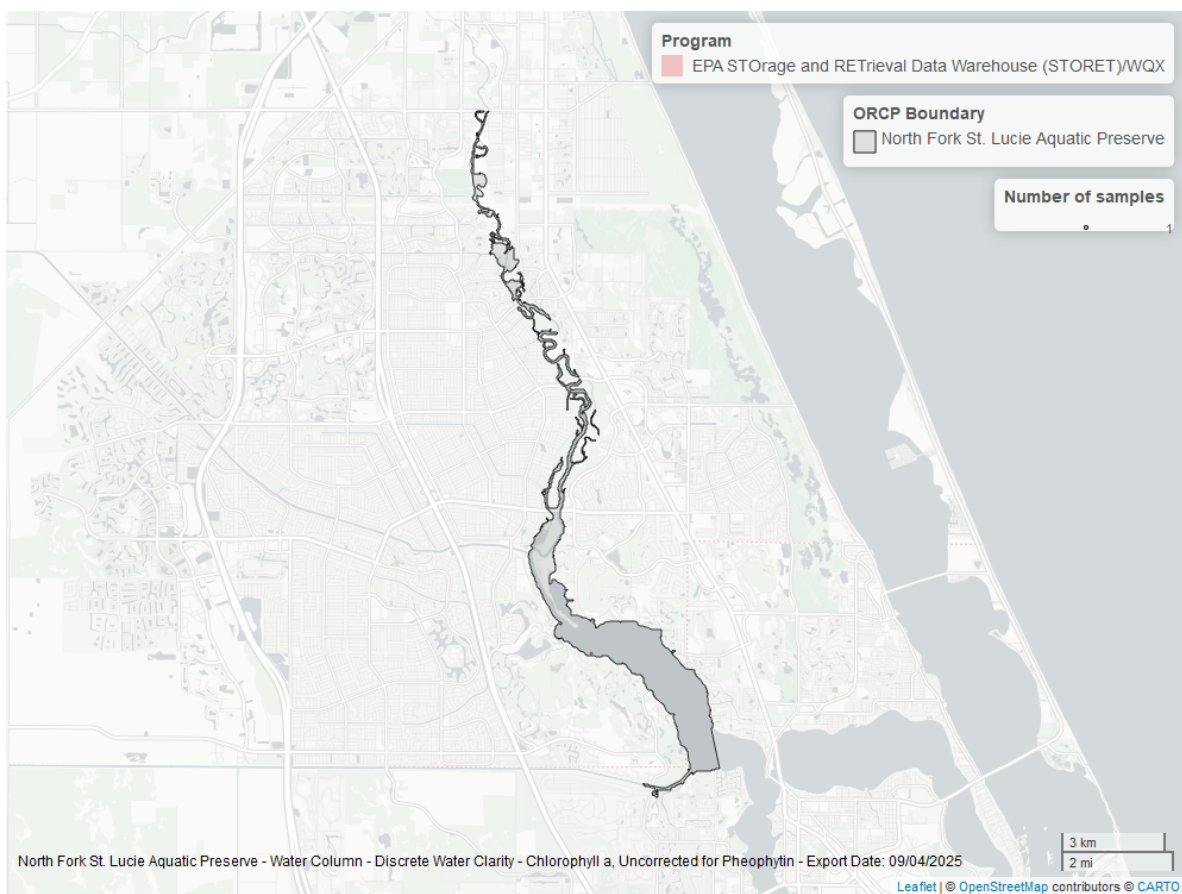 Program
EPA STOrage and RETrieval Data Warehouse (STORET)/WQX
ORCP Boundary
North Fork St. Lucie Aquatic Preserve
Number of samples
1
3 km
2 mi
North Fork St. Lucie Aquatic Preserve - Water Column - Discrete Water Clarity - Chlorophyll a, Uncorrected for Pheophytin - Export Date: 09/04/2025
Leaflet | © OpenStreetMap contributors © CARTO